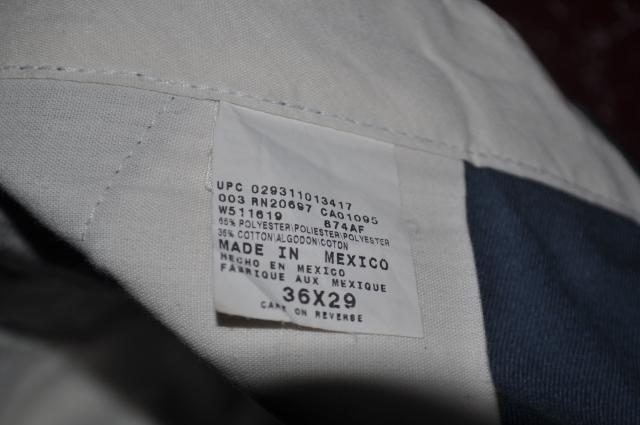 UPC 029311013417
003 RN20697 CA01095
W511619 874AF
65% POLYESTER\POLIESTER\POLYESTER
35% COTTON\ALGODON\COTON
MADE IN MEXICO
HECHO EN MEXICO
FABRIQUE AUX MEXIQUE
36X29
CARE ON REVERSE